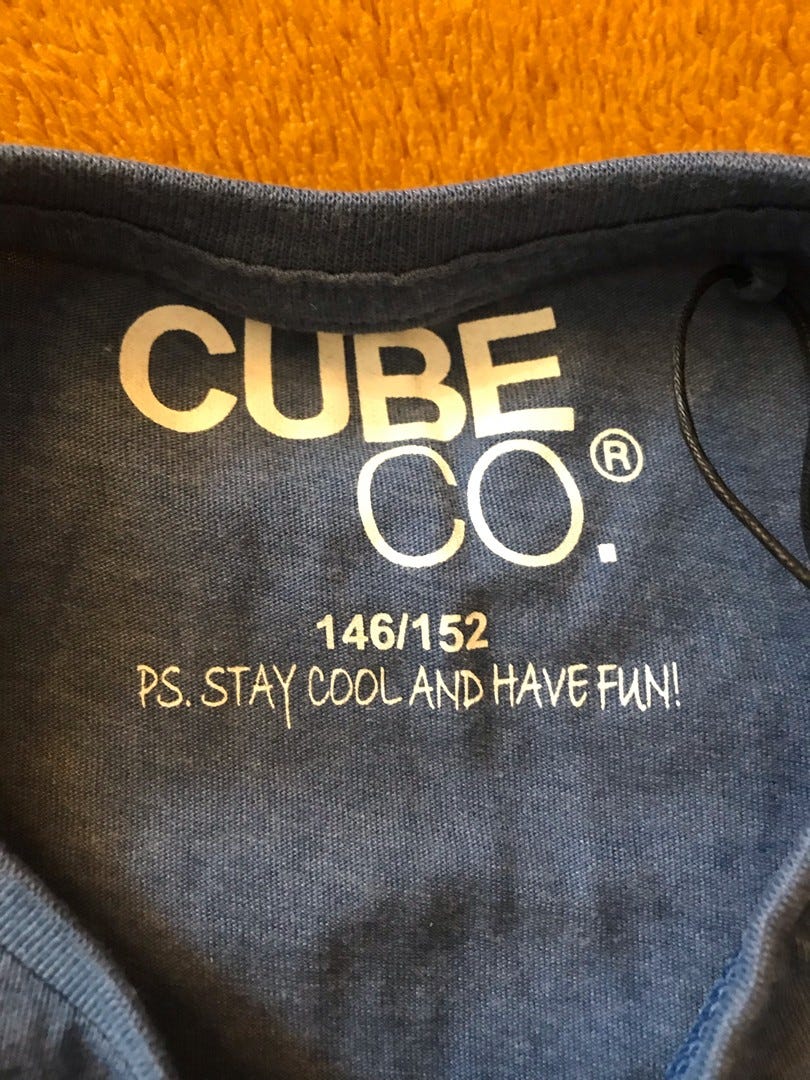 CUBE
CO.®
146/152
PS. STAY COOL AND HAVE FUN!